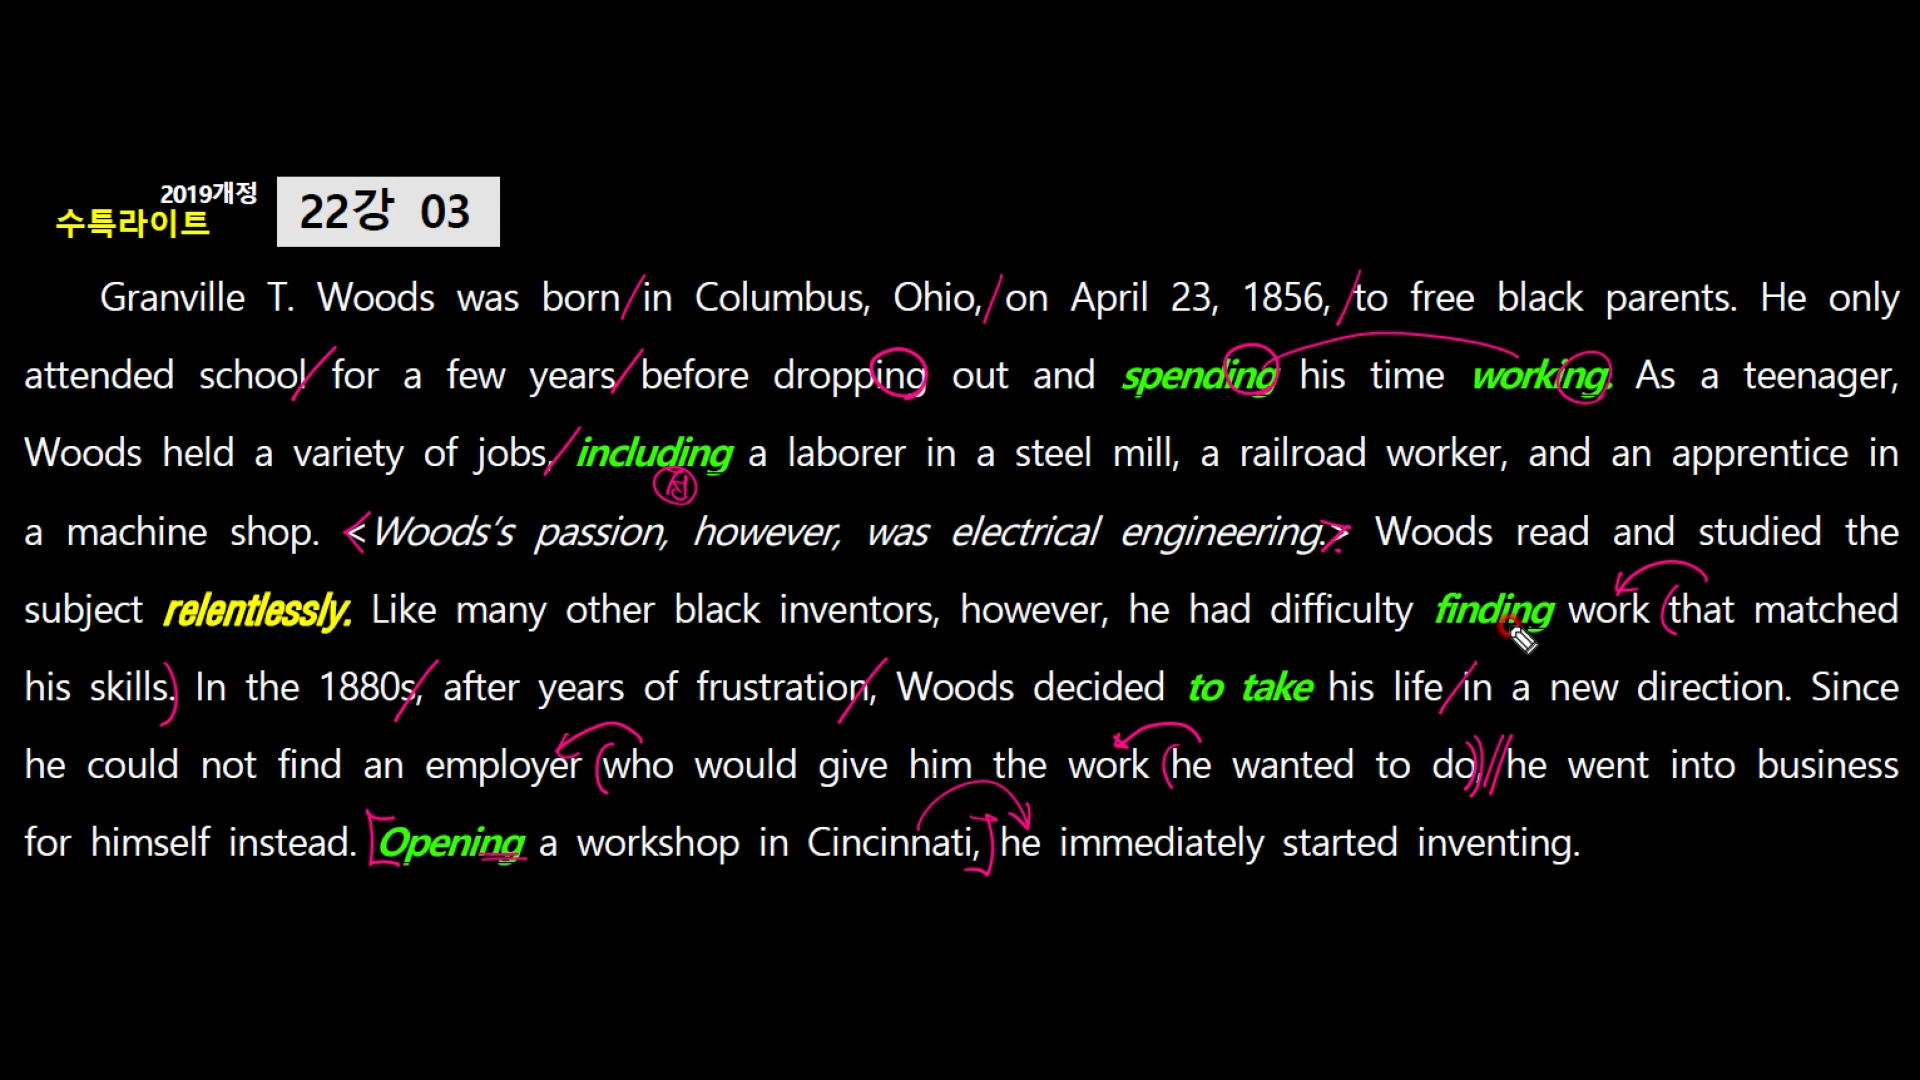 2019개정
수특라이트
22강 03
Granville T. Woods was born in Columbus, Ohio, on April 23, 1856, to free black parents. He only
attended school for a few years before dropping out and spending his time working. As a teenager,
Woods held a variety of jobs, including a laborer in a steel mill, a railroad worker, and an apprentice in
전
a machine shop. <Woods's passion, however, was electrical engineering.> Woods read and studied the
subject relentlessly. Like many other black inventors, however, he had difficulty finding work that matched
his skills. In the 1880s, after years of frustration, Woods decided to take his life in a new direction. Since
he could not find an employer who would give him the work he wanted to do, he went into business
for himself instead. Opening a workshop in Cincinnati, he immediately started inventing.